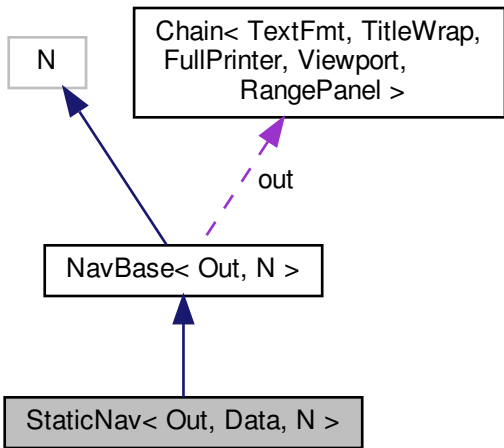 N
Chain< TextFmt, TitleWrap,
FullPrinter, Viewport,
RangePanel >
out
NavBase< Out, N >
StaticNav< Out, Data, N >